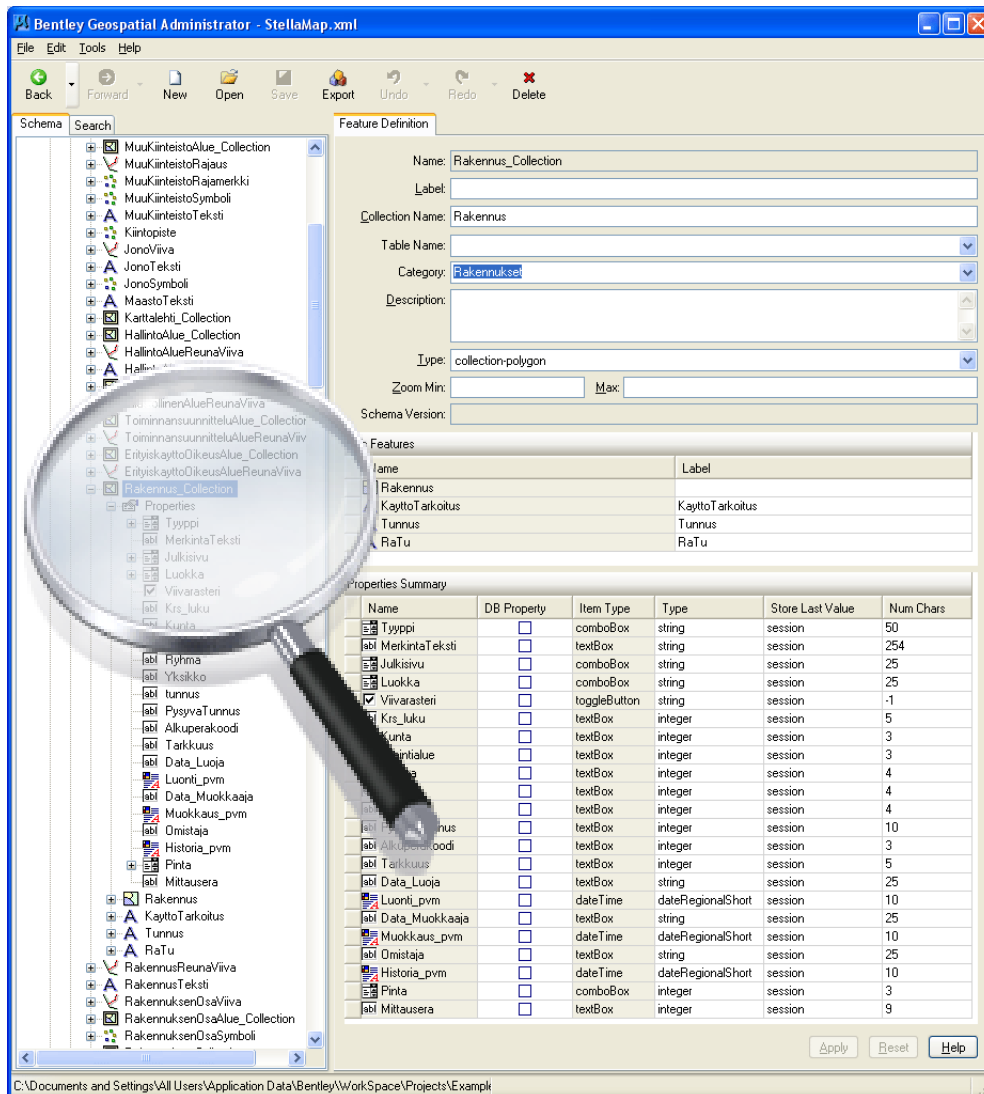 Bentley Geospatial Administrator - StellaMap.xml
File Edit Tools Help
Back Forward New Open Save Export Undo Redo Delete
Schema Search
MuuKiinteistoAlue_Collection
MuuKiinteistoRajaus
MuuKiinteistoRajamerkki
MuuKiinteistoSymboli
MuuKiinteistoTeksti
Kiintopiste
JonoViiva
JonoTeksti
JonoSymboli
MaastoTeksti
Karttalehti_Collection
HallintoAlue_Collection
HallintoAlueReunaViiva
ToiminnansuunnitteluAlue_Collection
ToiminnansuunnitteluAlueReunaViiv
ErityiskayttoOikeusAlue_Collection
ErityiskayttoOikeusAlueReunaViiva
Rakennus_Collection
Properties
Tyyppi
MerkintaTeksti
Julkisivu
Luokka
Viivarasteri
Krs_luku
Kunta
Ryhma
Yksikko
tunnus
PysyvaTunnus
Alkuperakoodi
Tarkkuus
Data_Luoja
Luonti_pvm
Data_Muokkaaja
Muokkaus_pvm
Omistaja
Historia_pvm
Pinta
Mittausera
Rakennus
KayttoTarkoitus
Tunnus
RaTu
RakennusReunaViiva
RakennusTeksti
RakennuksenOsaViiva
RakennuksenOsaAlue_Collection
RakennuksenOsaSymboli
Feature Definition
Name: Rakennus_Collection
Label:
Collection Name: Rakennus
Table Name:
Category: Rakennukset
Description:
Type: collection-polygon
Zoom Min: Max:
Schema Version:
Features
Name Label
Rakennus
KayttoTarkoitus KayttoTarkoitus
Tunnus Tunnus
RaTu RaTu
Properties Summary
Name DB Property Item Type Type Store Last Value Num Chars
Tyyppi comboBox string session 50
MerkintaTeksti textBox string session 254
Julkisivu comboBox string session 25
Luokka comboBox string session 25
Viivarasteri toggleButton string session -1
Krs_luku textBox integer session 5
Kunta textBox integer session 3
textBox integer session 3
textBox integer session 4
textBox integer session 4
textBox integer session 4
textBox integer session 10
Alkuperakoodi textBox integer session 3
Tarkkuus textBox integer session 5
Data_Luoja textBox string session 25
Luonti_pvm dateTime dateRegionalShort session 10
Data_Muokkaaja textBox string session 25
Muokkaus_pvm dateTime dateRegionalShort session 10
Omistaja textBox string session 25
Historia_pvm dateTime dateRegionalShort session 10
Pinta comboBox integer session 3
Mittausera textBox integer session 9
Apply Reset Help
C:\Documents and Settings\All Users\Application Data\Bentley\WorkSpace\Projects\Example